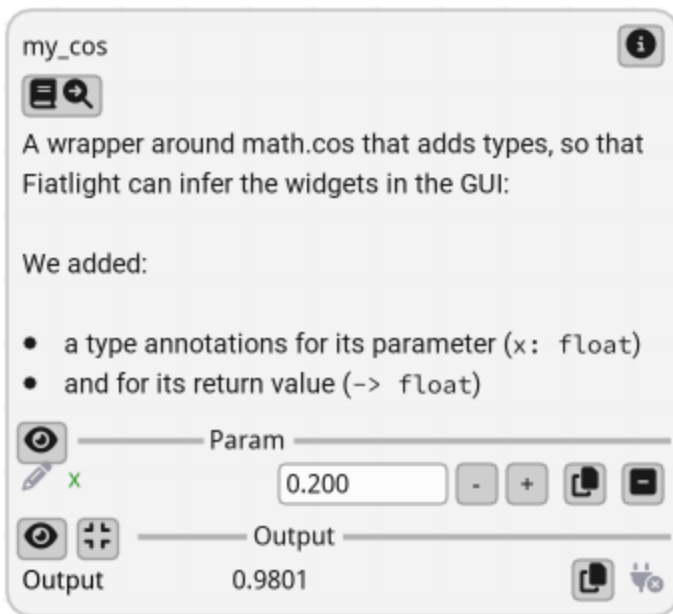 my_cos
A wrapper around math.cos that adds types, so that
Fiatlight can infer the widgets in the GUI:
We added:
• a type annotations for its parameter (x: float)
• and for its return value (-> float)
Param
x 0.200 - +
Output
Output 0.9801